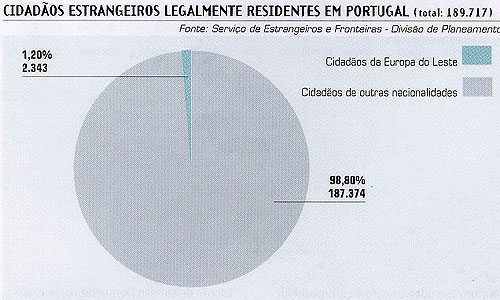 CIDADÃOS ESTRANGEIROS LEGALMENTE RESIDENTES EM PORTUGAL (total: 189.717)
Fonte: Serviço de Estrangeiros e Fronteiras - Divisão de Planeamento
1,20%
2.343
Cidadãos da Europa do Leste
Cidadãos de outras nacionalidades
98,80%
187.374